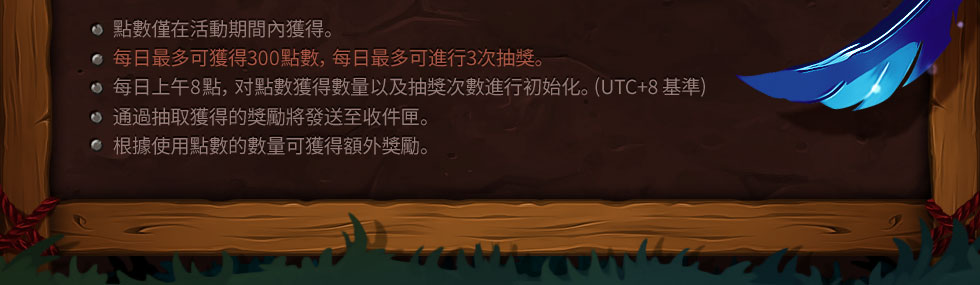 點數僅在活動期間內獲得。
每日最多可獲得300點數, 每日最多可進行3次抽獎。
每日上午8點, 对點數獲得數量以及抽獎次數進行初始化。(UTC+8 基準)
通過抽取獲得的獎勵將發送至收件匣。
根據使用點數的數量可獲得額外獎勵。